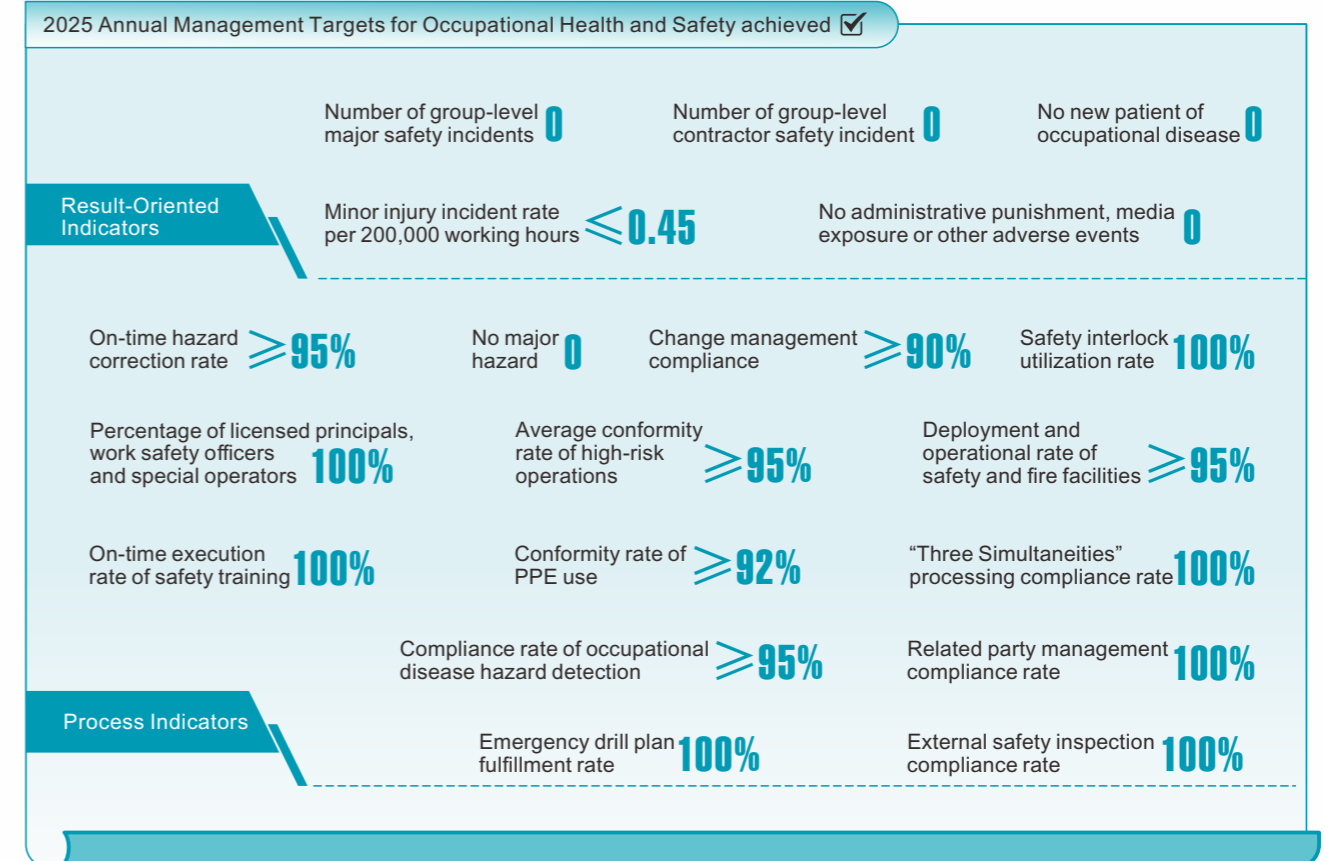 2025 Annual Management Targets for Occupational Health and Safety achieved
Number of group-level
major safety incidents 0
Number of group-level
contractor safety incident 0
No new patient of
occupational disease 0
Result-Oriented
Indicators
Minor injury incident rate
per 200,000 working hours ≤0.45
No administrative punishment, media
exposure or other adverse events 0
On-time hazard
correction rate ≥95%
No major
hazard 0
Change management
compliance ≥90%
Safety interlock
utilization rate 100%
Percentage of licensed principals,
work safety officers
and special operators 100%
Average conformity
rate of high-risk
operations ≥95%
Deployment and
operational rate of
safety and fire facilities ≥95%
On-time execution
rate of safety training 100%
Conformity rate of
PPE use ≥92%
“Three Simultaneities”
processing compliance rate 100%
Compliance rate of occupational
disease hazard detection ≥95%
Related party management
compliance rate 100%
Process Indicators
Emergency drill plan
fulfillment rate 100%
External safety inspection
compliance rate 100%